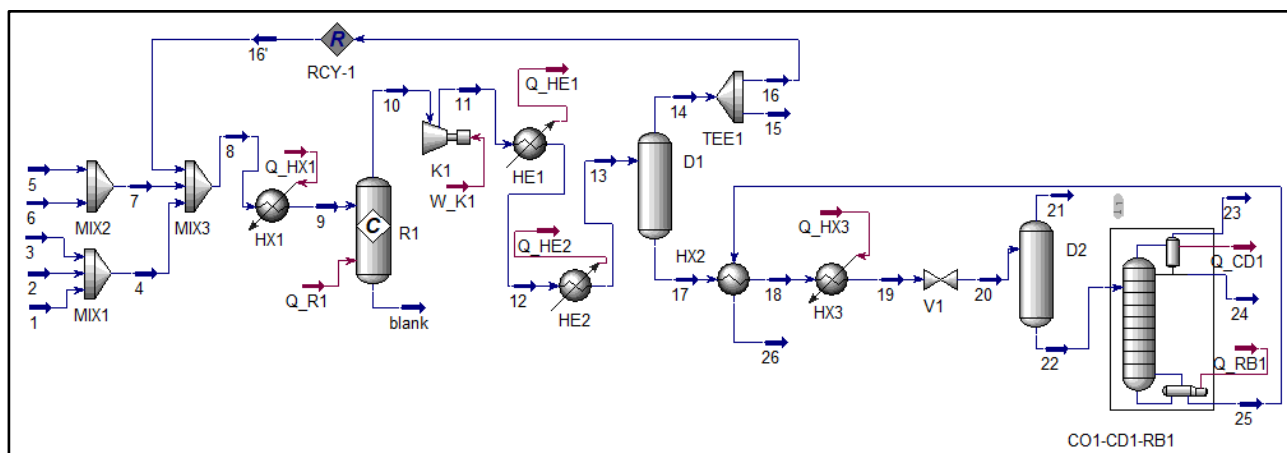 16'
RCY-1
R
Q_HE1
10
11
14
16
15
TEE1
D1
K1
HE1
13
W_K1
8
Q_HX1
5
7
6
MIX2
MIX3
HX1
9
C
R1
3
2
4
1
MIX1
Q_R1
blank
Q_HE2
12
HE2
HX2
17
18
Q_HX3
HX3
19
V1
20
26
21
D2
22
23
Q_CD1
24
Q_RB1
25
CO1-CD1-RB1